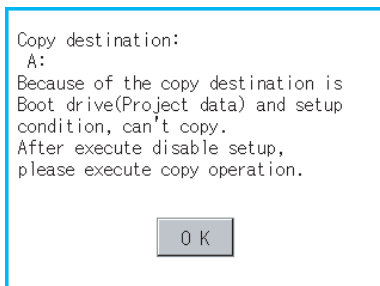 Copy destination:
A:
Because of the copy destination is
Boot drive(Project data) and setup
condition, can't copy.
After execute disable setup,
please execute copy operation.
OK